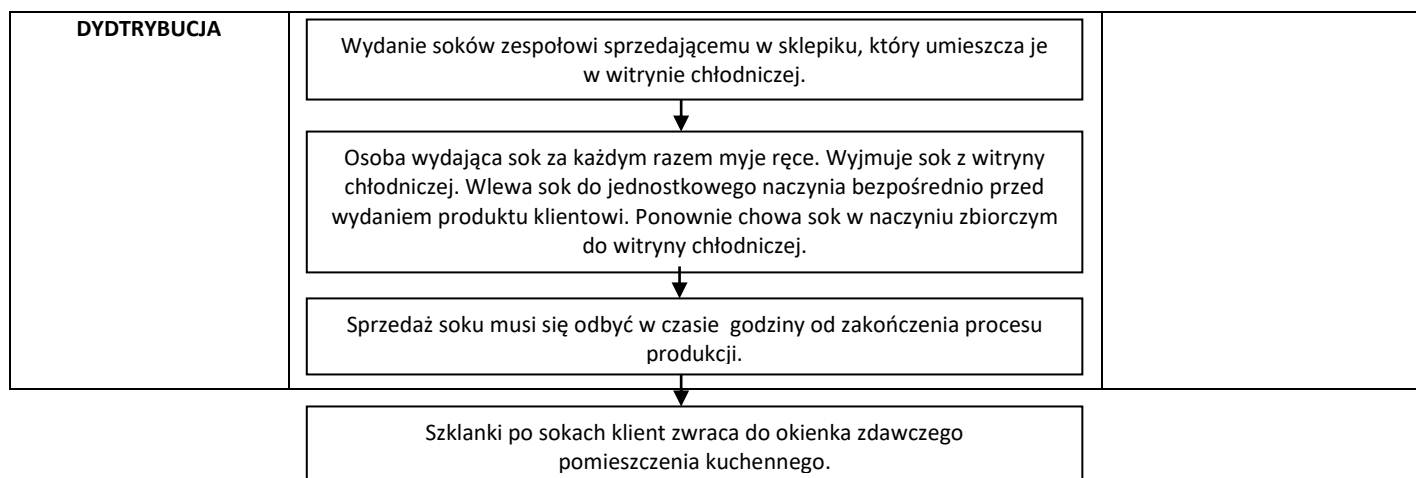 DYDTRYBUCJA
Wydanie soków zespołowi sprzedającemu w sklepiku, który umieszcza je
w witrynie chłodniczej.
Osoba wydająca sok za każdym razem myje ręce. Wyjmuje sok z witryny
chłodniczej. Wlewa sok do jednostkowego naczynia bezpośrednio przed
wydaniem produktu klientowi. Ponownie chowa sok w naczyniu zbiorczym
do witryny chłodniczej.
Sprzedaż soku musi się odbyć w czasie  godziny od zakończenia procesu
produkcji.
Szklanki po sokach klient zwraca do okienka zdawczego
pomieszczenia kuchennego.